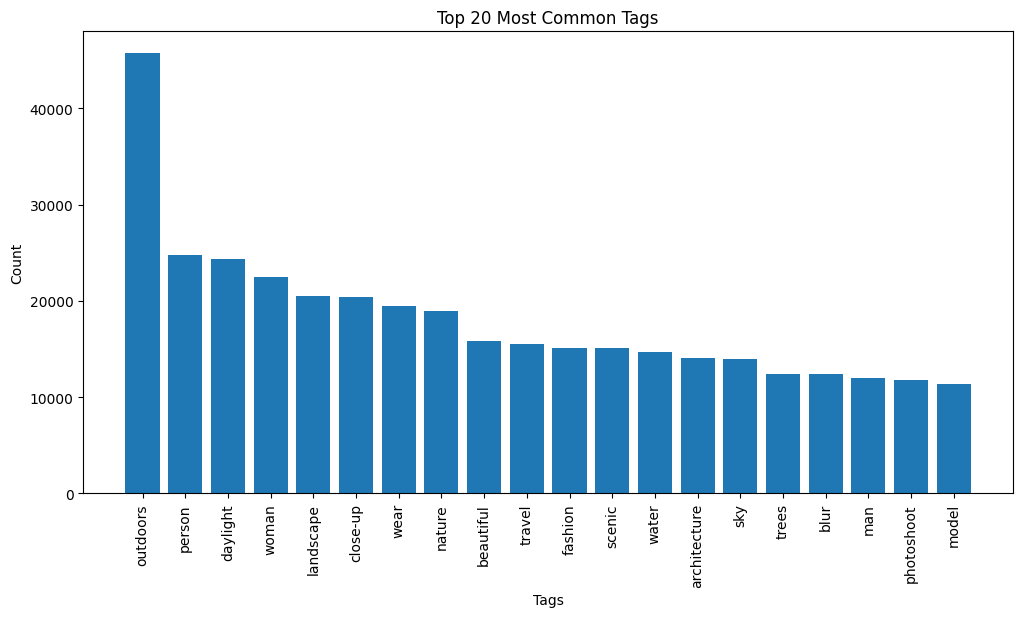 Top 20 Most Common Tags
Count
40000
30000
20000
10000
0
outdoors
person
daylight
woman
landscape
close-up
wear
nature
beautiful
travel
fashion
scenic
water
architecture
sky
trees
blur
man
photoshoot
model
Tags